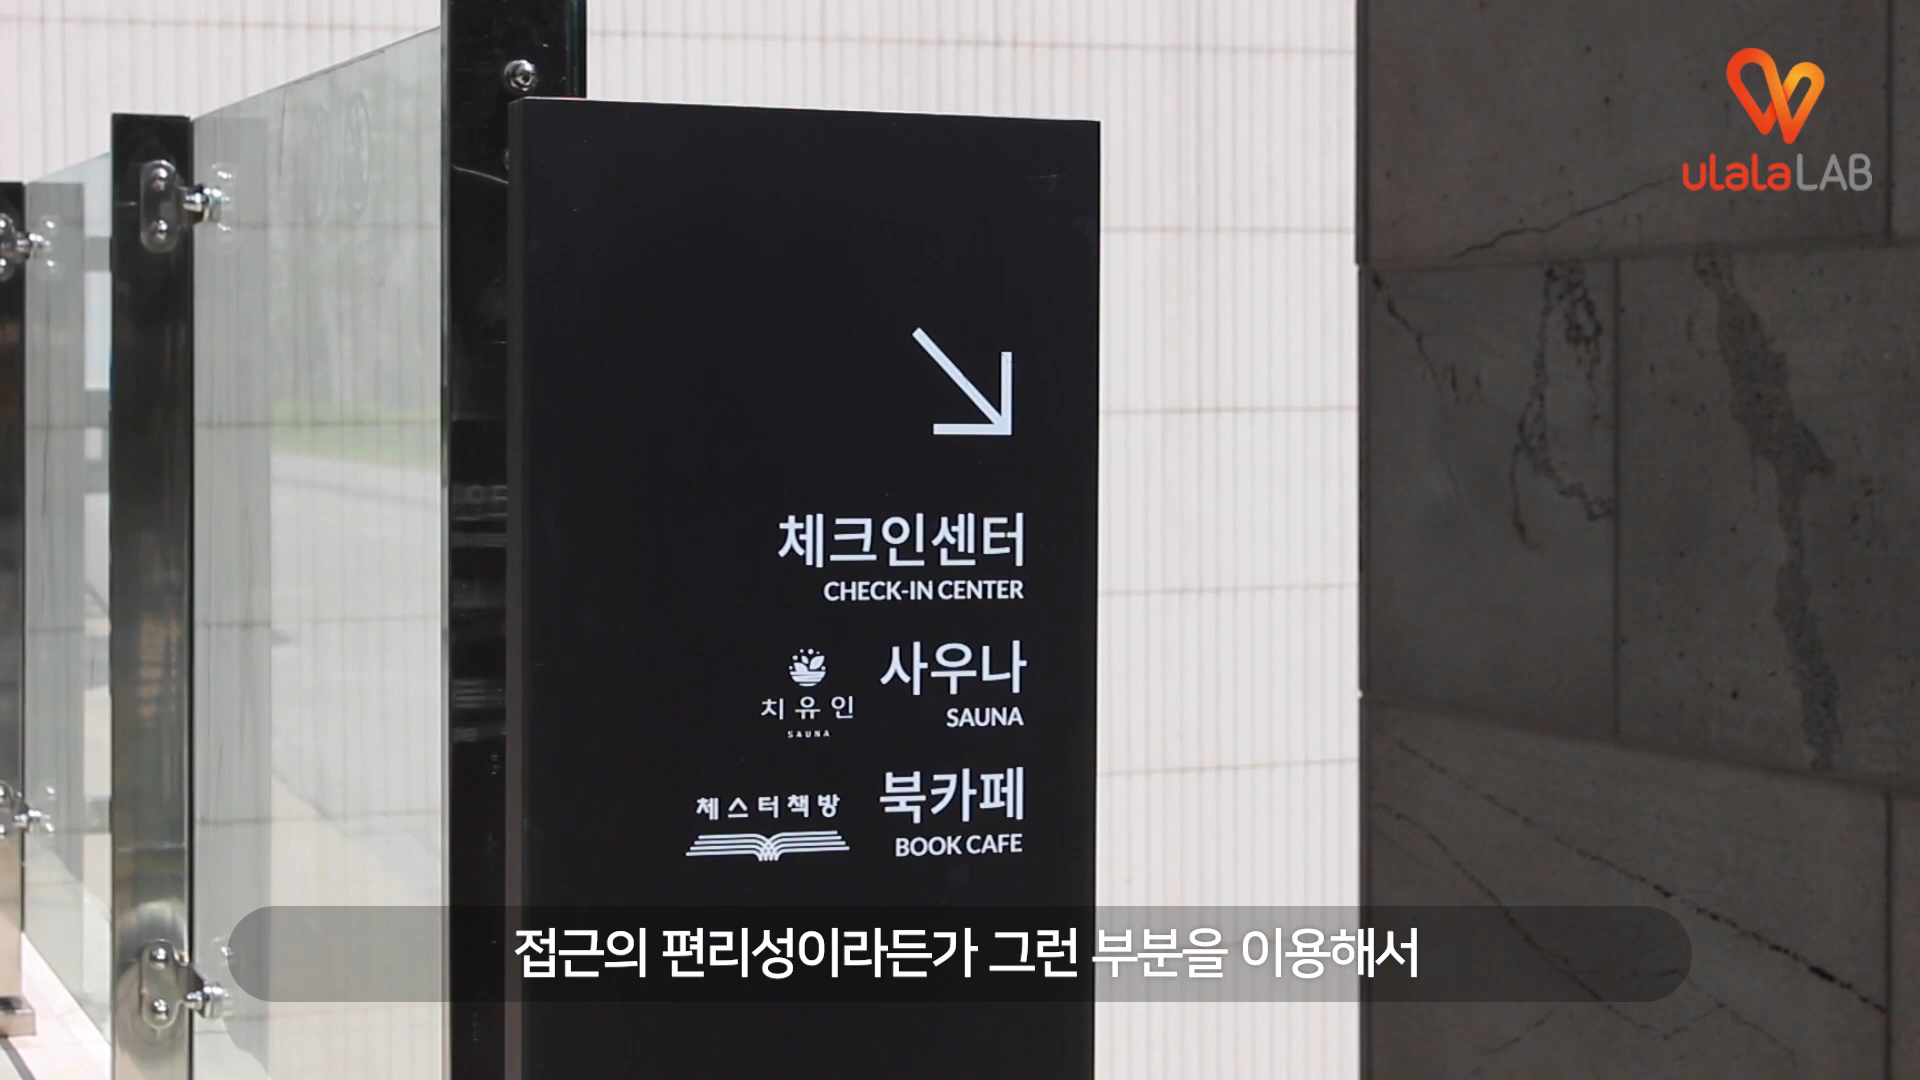 ulalaLAB
체크인센터
CHECK-IN CENTER
사우나
SAUNA
치유인
SAUNA
북카페
BOOK CAFE
체스터책방
접근의 편리성이라든가 그런 부분을 이용해서